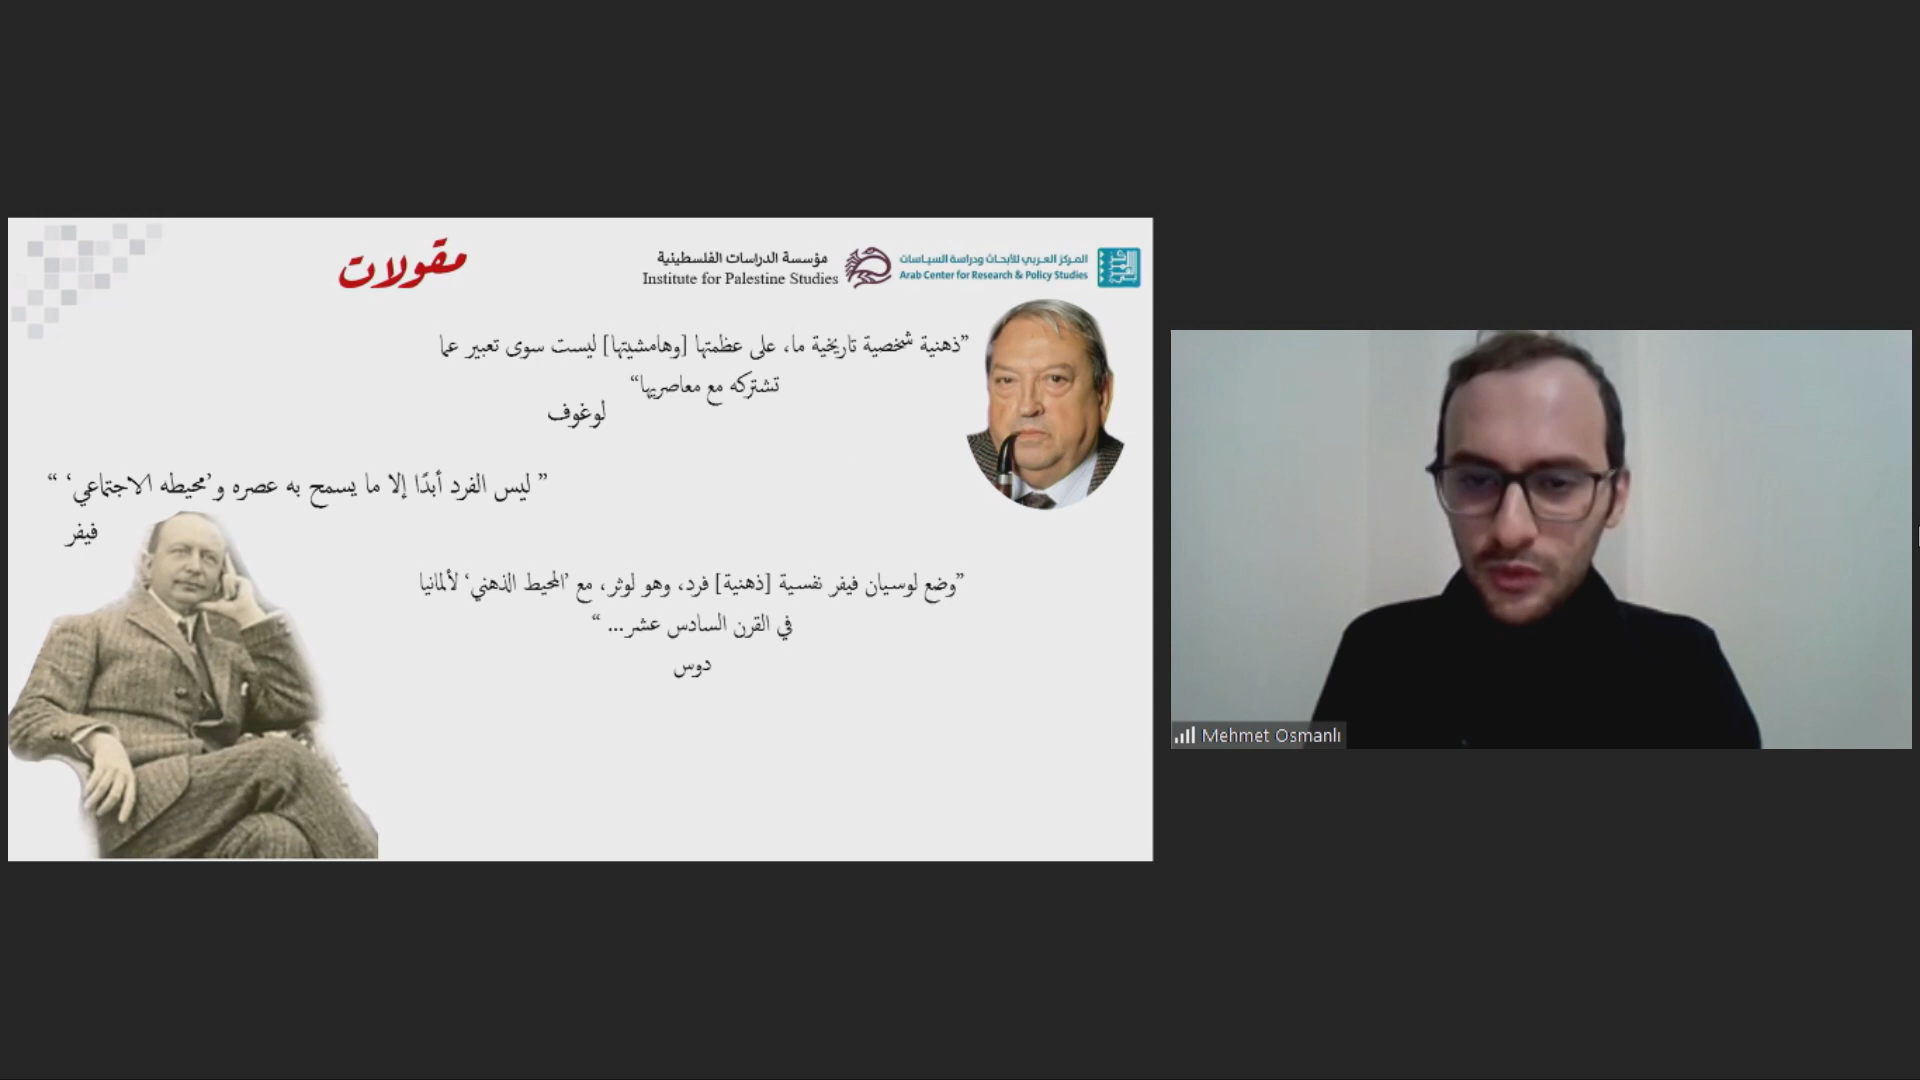 المركز العربي للأبحاث ودراسة السياسات
Arab Center for Research & Policy Studies
مؤسسة الدراسات الفلسطينية
Institute for Palestine Studies
مقولات
”ذهنية شخصية تاريخية ما، على عظمتها [وهامشيتها] ليست سوى تعبير عما
تشتركه مع معاصريها“
لوغوف
” ليس الفرد أبدًا إلا ما يسمح به عصره و’محيطه الاجتماعي‘ “
فيفر
”وضع لوسيان فيفر نفسية [ذهنية] فرد، وهو لوثر، مع ’المحيط الذهني‘ لألمانيا
في القرن السادس عشر... “
دوس
Mehmet Osmanlı